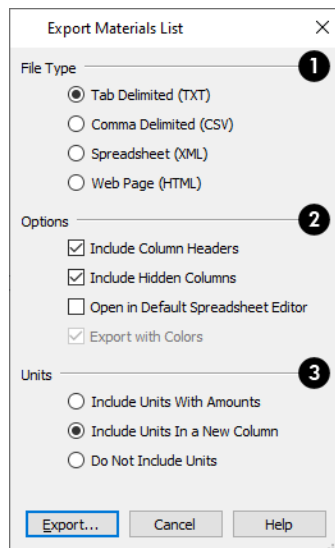 Export Materials List
File Type 1
Tab Delimited (TXT)
Comma Delimited (CSV)
Spreadsheet (XML)
Web Page (HTML)
Options 2
Include Column Headers
Include Hidden Columns
Open in Default Spreadsheet Editor
Export with Colors
Units 3
Include Units With Amounts
Include Units In a New Column
Do Not Include Units
Export... Cancel Help